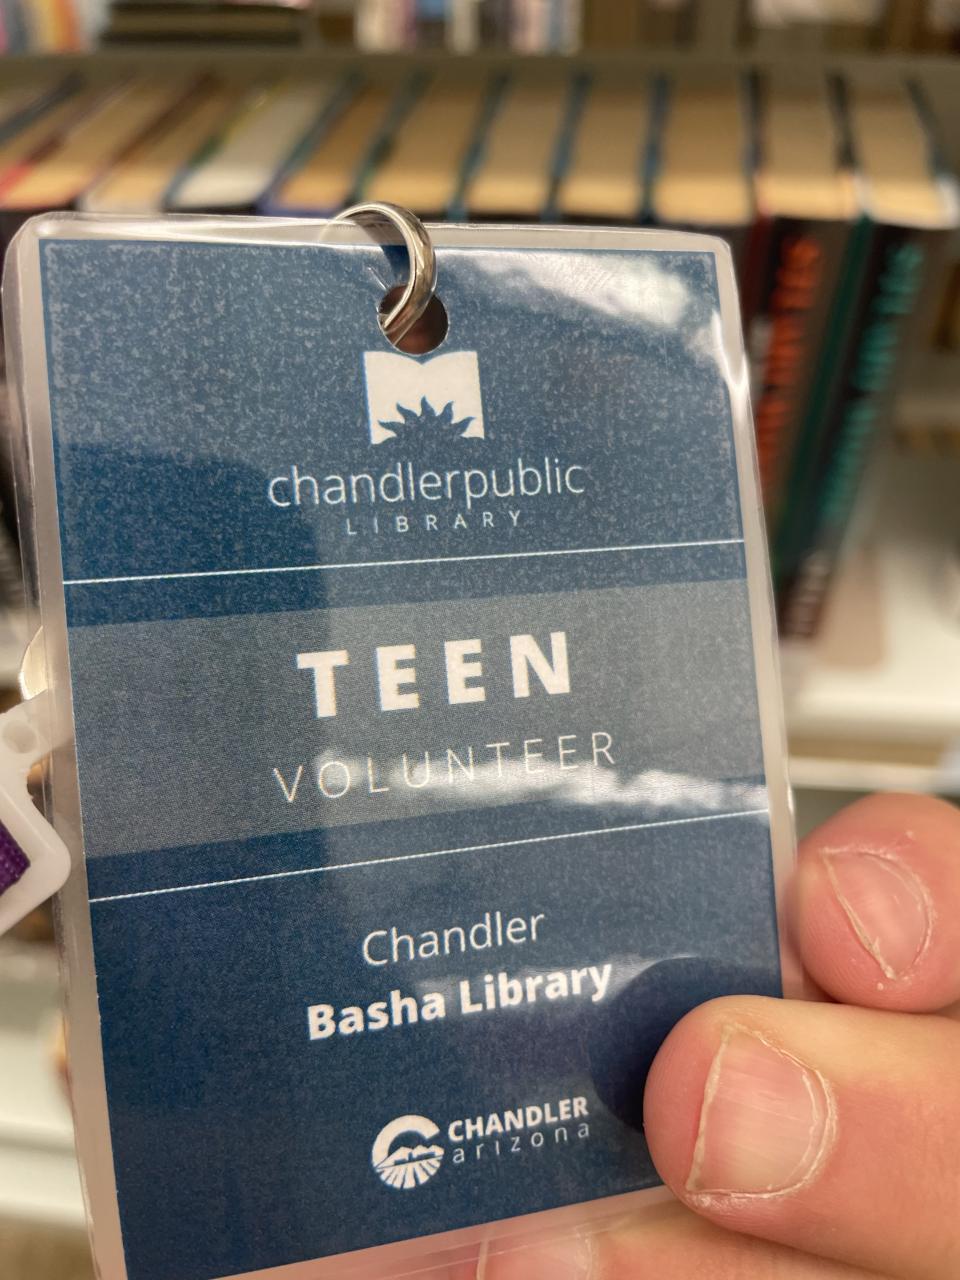 chandlerpublic
LIBRARY
TEEN
VOLUNTEER
Chandler
Basha Library
CHANDLER
arizona